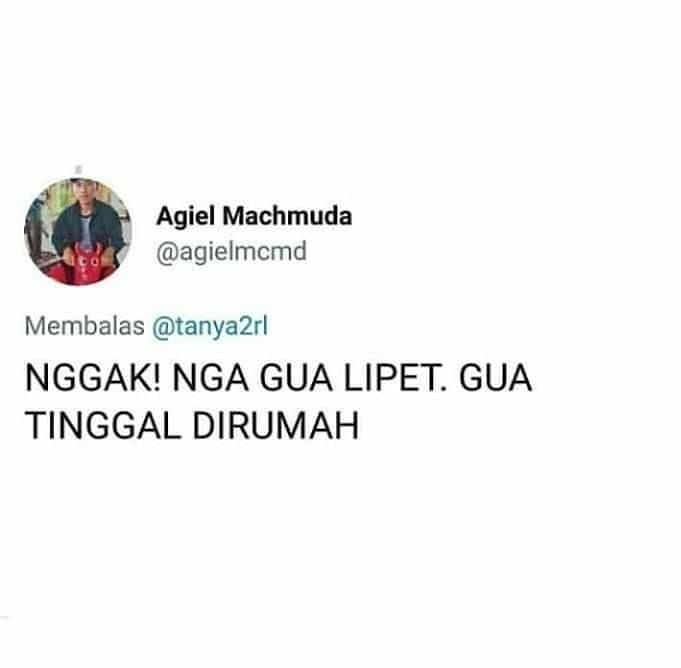 Agiel Machmuda
@agielmcmd
Membalas @tanya2rl
NGGAK! NGA GUA LIPET. GUA
TINGGAL DIRUMAH